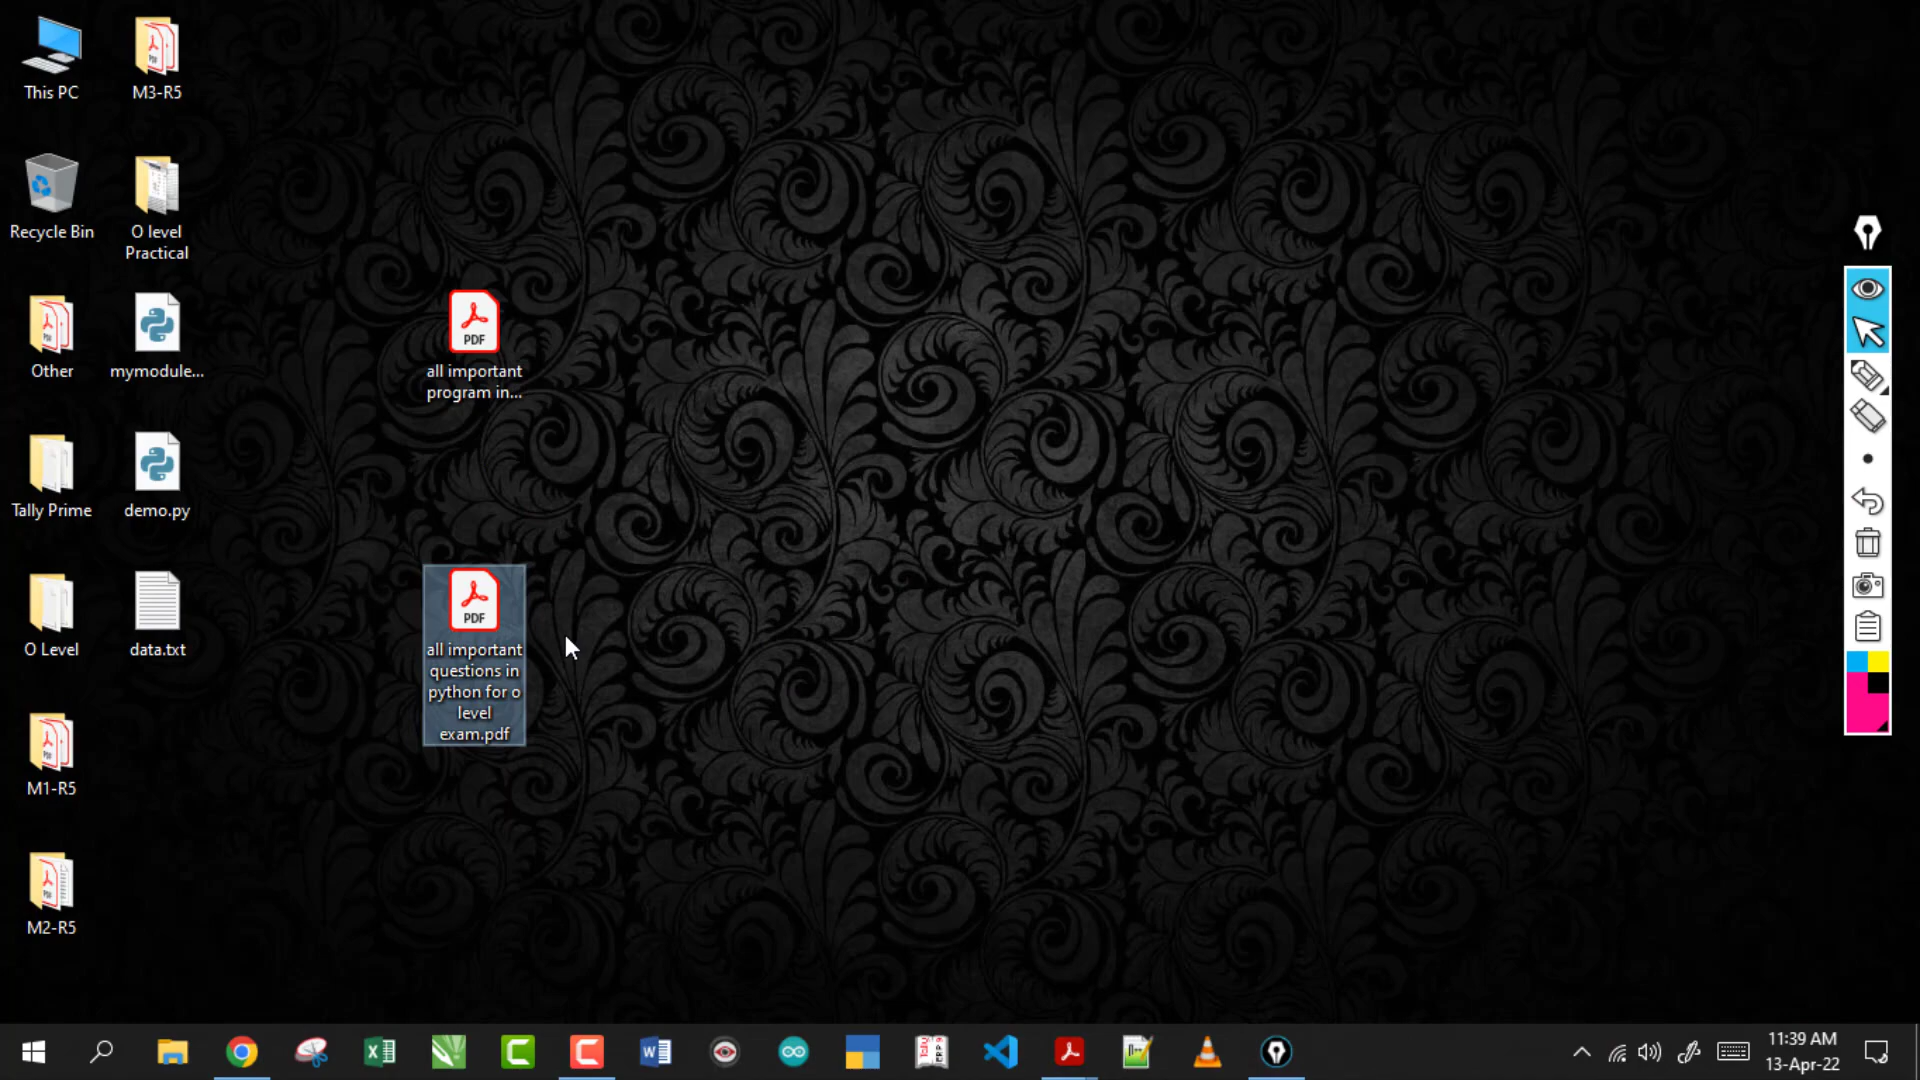 This PC
M3-R5
Recycle Bin
O level
Practical
Other
mymodule...
all important
program in...
Tally Prime
demo.py
O Level
data.txt
all important
questions in
python for o
level
exam.pdf
M1-R5
M2-R5
PDF
PDF
11:39 AM
13-Apr-22